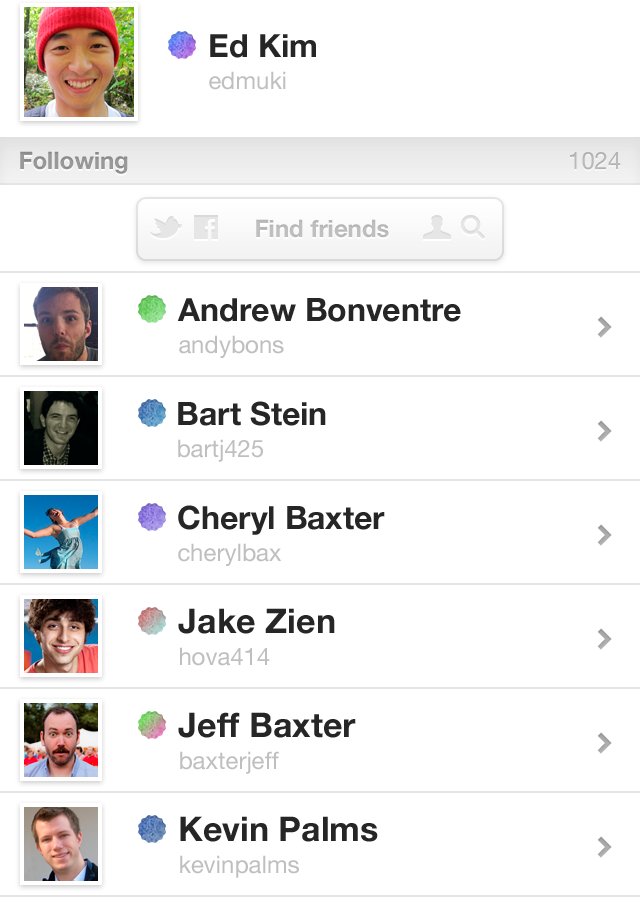 Ed Kim
edmuki
Following 1024
Find friends
Andrew Bonventre
andybons
Bart Stein
bartj425
Cheryl Baxter
cherylbax
Jake Zien
hova414
Jeff Baxter
baxterjeff
Kevin Palms
kevinpalms